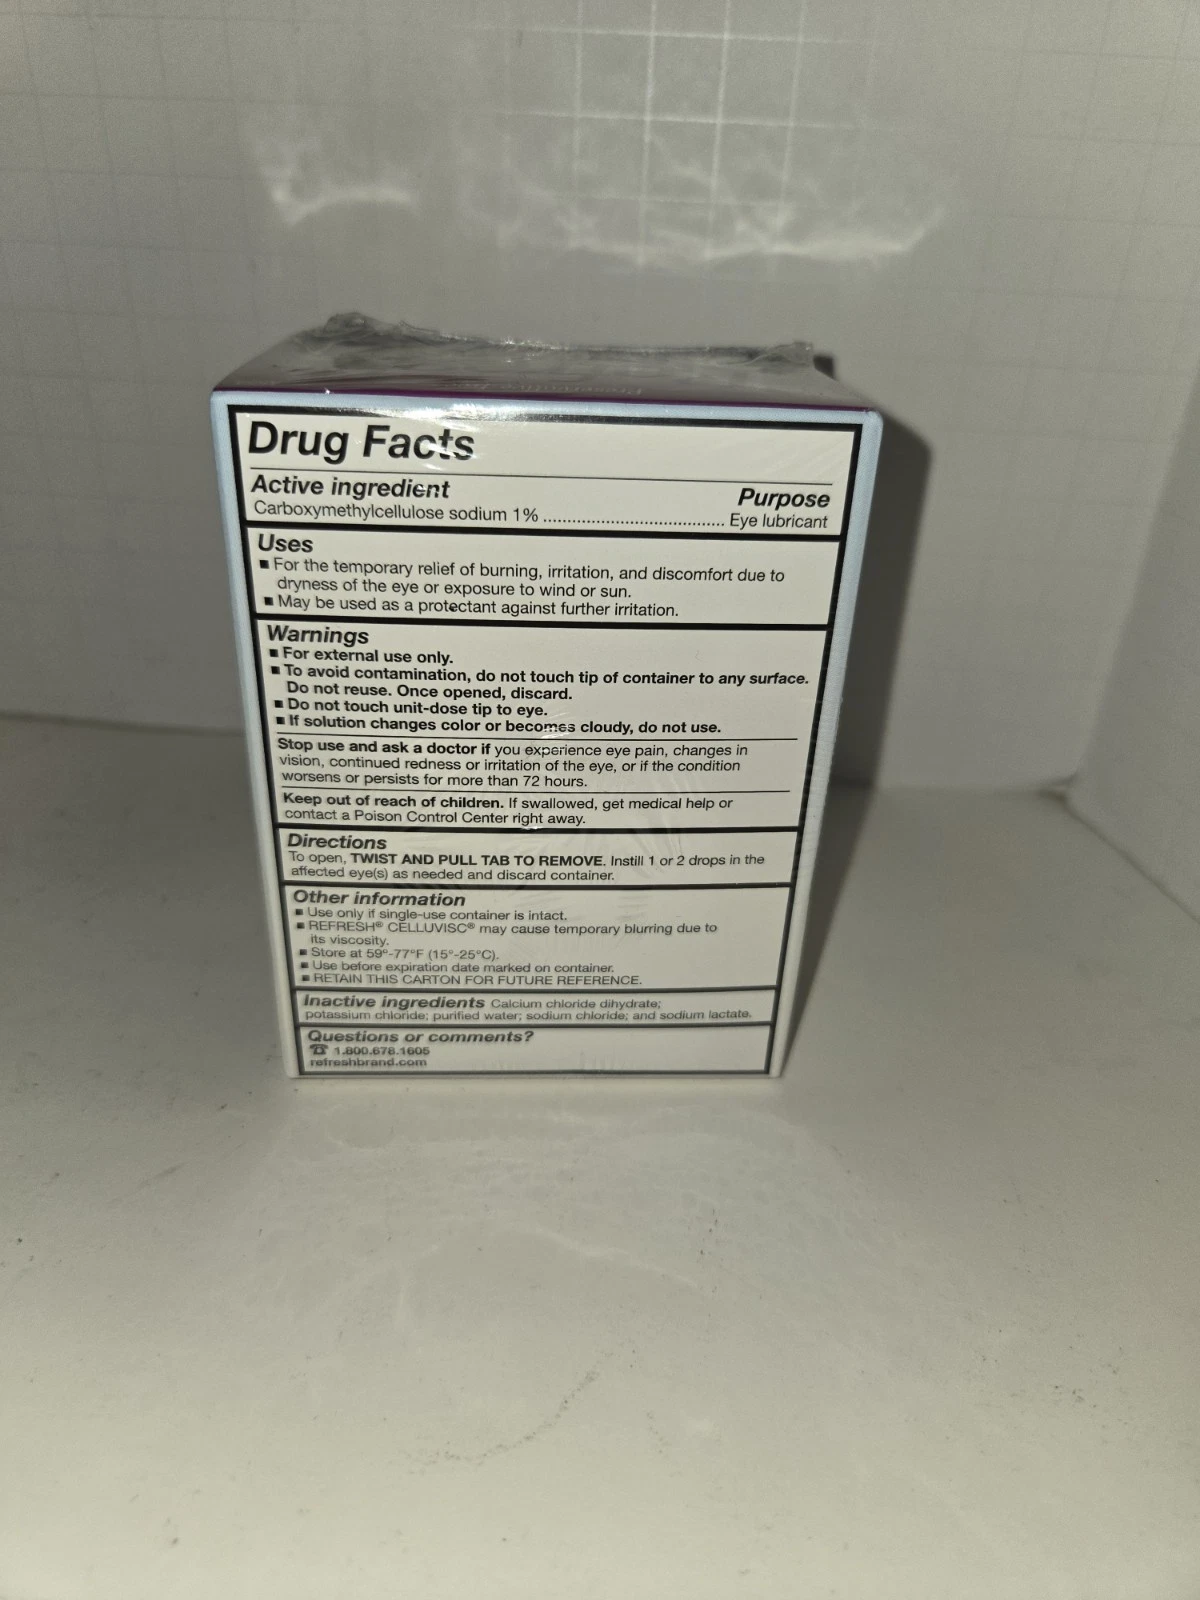 Drug Facts
Active ingredient Purpose
Carboxymethylcellulose sodium 1% ..................................... Eye lubricant
Uses
■ For the temporary relief of burning, irritation, and discomfort due to
dryness of the eye or exposure to wind or sun.
■ May be used as a protectant against further irritation.
Warnings
■ For external use only.
■ To avoid contamination, do not touch tip of container to any surface.
Do not reuse. Once opened, discard.
■ Do not touch unit-dose tip to eye.
■ If solution changes color or becomes cloudy, do not use.
Stop use and ask a doctor if you experience eye pain, changes in
vision, continued redness or irritation of the eye, or if the condition
worsens or persists for more than 72 hours.
Keep out of reach of children. If swallowed, get medical help or
contact a Poison Control Center right away.
Directions
To open, TWIST AND PULL TAB TO REMOVE. Instill 1 or 2 drops in the
affected eye(s) as needed and discard container.
Other information
■ Use only if single-use container is intact.
■ REFRESH® CELLUVISC® may cause temporary blurring due to
its viscosity.
■ Store at 59°-77°F (15°-25°C).
■ Use before expiration date marked on container.
■ RETAIN THIS CARTON FOR FUTURE REFERENCE.
Inactive ingredients Calcium chloride dihydrate;
potassium chloride; purified water; sodium chloride; and sodium lactate.
Questions or comments?
☎ 1.800.678.1605
refreshbrand.com